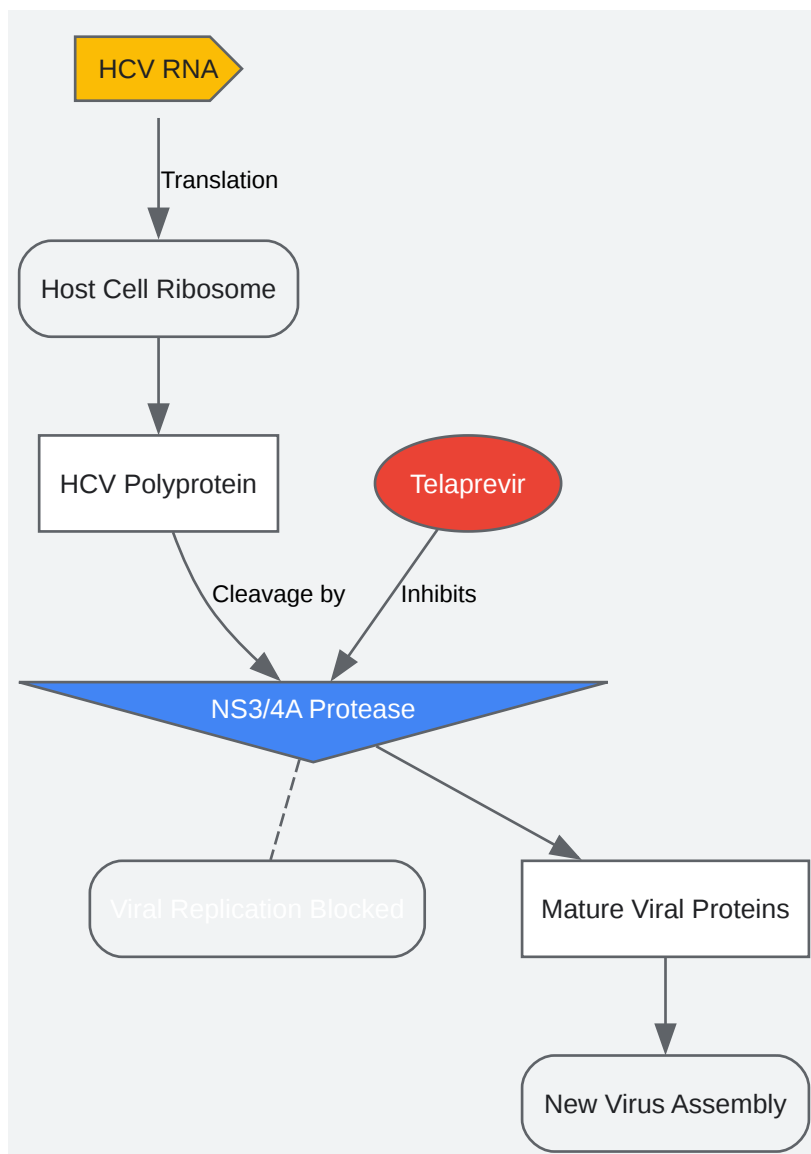 HCV RNA
Translation
Host Cell Ribosome
HCV Polyprotein
Telaprevir
Cleavage by
Inhibits
NS3/4A Protease
Viral Replication Blocked
Mature Viral Proteins
New Virus Assembly